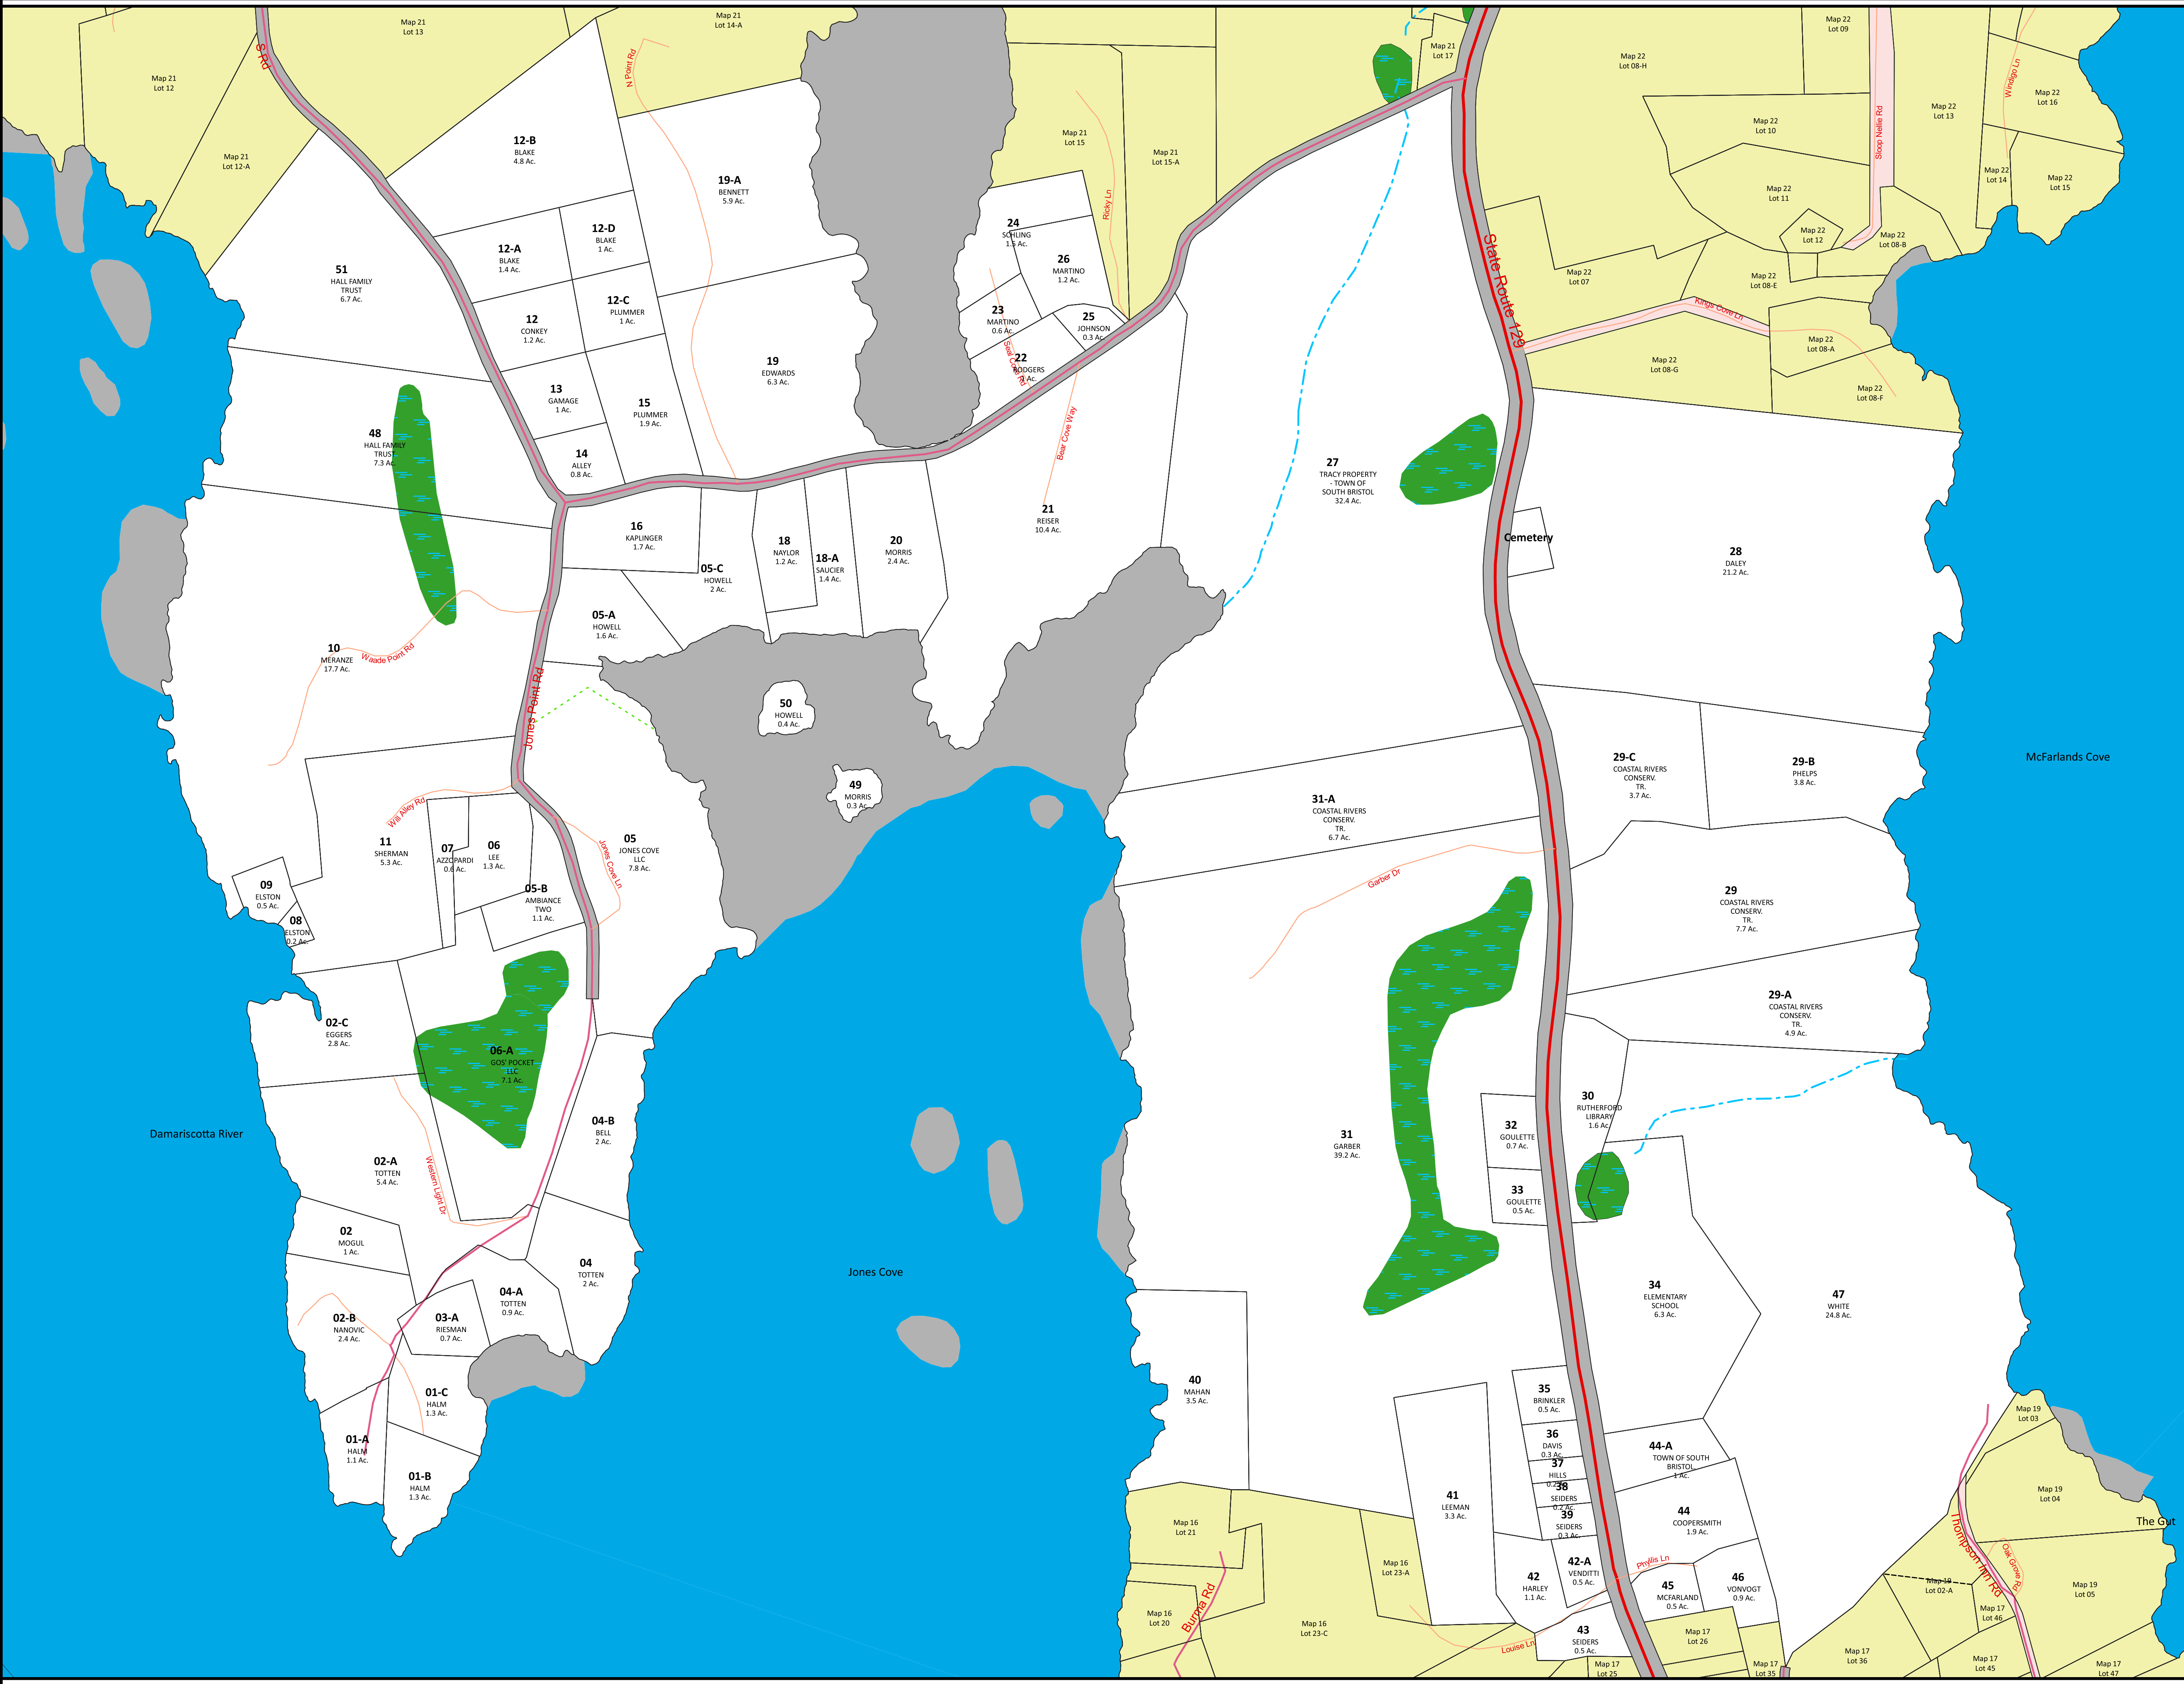 Map 21
Lot 12
Map 21
Lot 12-A
S Rd
Map 21
Lot 13
Map 21
Lot 14-A
N Point Rd
Map 21
Lot 15
Map 21
Lot 15-A
Ricky Ln
Map 21
Lot 17
Map 22
Lot 08-H
Map 22
Lot 09
Map 22
Lot 10
Map 22
Lot 11
Map 22
Lot 12
Sloop Nellie Rd
Map 22
Lot 13
Windigo Ln
Map 22
Lot 16
Map 22
Lot 14
Map 22
Lot 15
Map 22
Lot 08-B
Map 22
Lot 07
Map 22
Lot 08-E
Kings Cove Ln
Map 22
Lot 08-A
Map 22
Lot 08-G
Map 22
Lot 08-F
State Route 129
12-B
BLAKE
4.8 Ac.
19-A
BENNETT
5.9 Ac.
12-A
BLAKE
1.4 Ac.
12-D
BLAKE
1 Ac.
51
HALL FAMILY
TRUST
6.7 Ac.
12
CONKEY
1.2 Ac.
12-C
PLUMMER
1 Ac.
24
SCHLING
1.5 Ac.
26
MARTINO
1.2 Ac.
23
MARTINO
0.6 Ac.
25
JOHNSON
0.3 Ac.
22
RODGERS
1 Ac.
Seal Cove Rd
13
GAMAGE
1 Ac.
15
PLUMMER
1.9 Ac.
19
EDWARDS
6.3 Ac.
14
ALLEY
0.8 Ac.
48
HALL FAMILY
TRUST
7.3 Ac.
Bear Cove Way
21
REISER
10.4 Ac.
27
TRACY PROPERTY
- TOWN OF
SOUTH BRISTOL
32.4 Ac.
Cemetery
28
DALEY
21.2 Ac.
16
KAPLINGER
1.7 Ac.
05-C
HOWELL
2 Ac.
18
NAYLOR
1.2 Ac.
18-A
SAUCIER
1.4 Ac.
20
MORRIS
2.4 Ac.
05-A
HOWELL
1.6 Ac.
10
MERANZE
17.7 Ac.
Waade Point Rd
Jones Point Rd
50
HOWELL
0.4 Ac.
49
MORRIS
0.3 Ac.
29-C
COASTAL RIVERS
CONSERV.
TR.
3.7 Ac.
29-B
PHELPS
3.8 Ac.
McFarlands Cove
31-A
COASTAL RIVERS
CONSERV.
TR.
6.7 Ac.
Will Alley Rd
11
SHERMAN
5.3 Ac.
07
AZZOPARDI
0.6 Ac.
06
LEE
1.3 Ac.
05
JONES COVE
LLC
7.8 Ac.
Jones Cove Ln
05-B
AMBIANCE
TWO
1.1 Ac.
09
ELSTON
0.5 Ac.
08
ELSTON
0.2 Ac.
Garber Dr
29
COASTAL RIVERS
CONSERV.
TR.
7.7 Ac.
29-A
COASTAL RIVERS
CONSERV.
TR.
4.9 Ac.
02-C
EGGERS
2.8 Ac.
06-A
GOS' POCKET
LLC
7.1 Ac.
04-B
BELL
2 Ac.
Damariscotta River
02-A
TOTTEN
5.4 Ac.
Western Light Dr
31
GARBER
39.2 Ac.
30
RUTHERFORD
LIBRARY
1.6 Ac.
32
GOULETTE
0.7 Ac.
33
GOULETTE
0.5 Ac.
02
MOGUL
1 Ac.
04
TOTTEN
2 Ac.
04-A
TOTTEN
0.9 Ac.
Jones Cove
02-B
NANOVIC
2.4 Ac.
03-A
RIESMAN
0.7 Ac.
34
ELEMENTARY
SCHOOL
6.3 Ac.
47
WHITE
24.8 Ac.
01-C
HALM
1.3 Ac.
40
MAHAN
3.5 Ac.
35
BRINKLER
0.5 Ac.
01-A
HALM
1.1 Ac.
01-B
HALM
1.3 Ac.
36
DAVIS
0.3 Ac.
37
HILLS
38
SEIDERS
0.2 Ac.
39
SEIDERS
0.3 Ac.
41
LEEMAN
3.3 Ac.
44-A
TOWN OF SOUTH
BRISTOL
1 Ac.
44
COOPERSMITH
1.9 Ac.
Map 19
Lot 03
Map 19
Lot 04
The Gut
Thompson Inn Rd
Oak Grove Rd
Map 16
Lot 21
Map 16
Lot 23-A
42
HARLEY
1.1 Ac.
42-A
VENDITTI
0.5 Ac.
Phyllis Ln
45
MCFARLAND
0.5 Ac.
46
VONVOGT
0.9 Ac.
Map 19
Lot 02-A
Map 19
Lot 05
Map 17
Lot 46
Burma Rd
Map 16
Lot 20
Map 16
Lot 23-C
Louise Ln
43
SEIDERS
0.5 Ac.
Map 17
Lot 26
Map 17
Lot 25
Map 17
Lot 35
Map 17
Lot 36
Map 17
Lot 45
Map 17
Lot 47